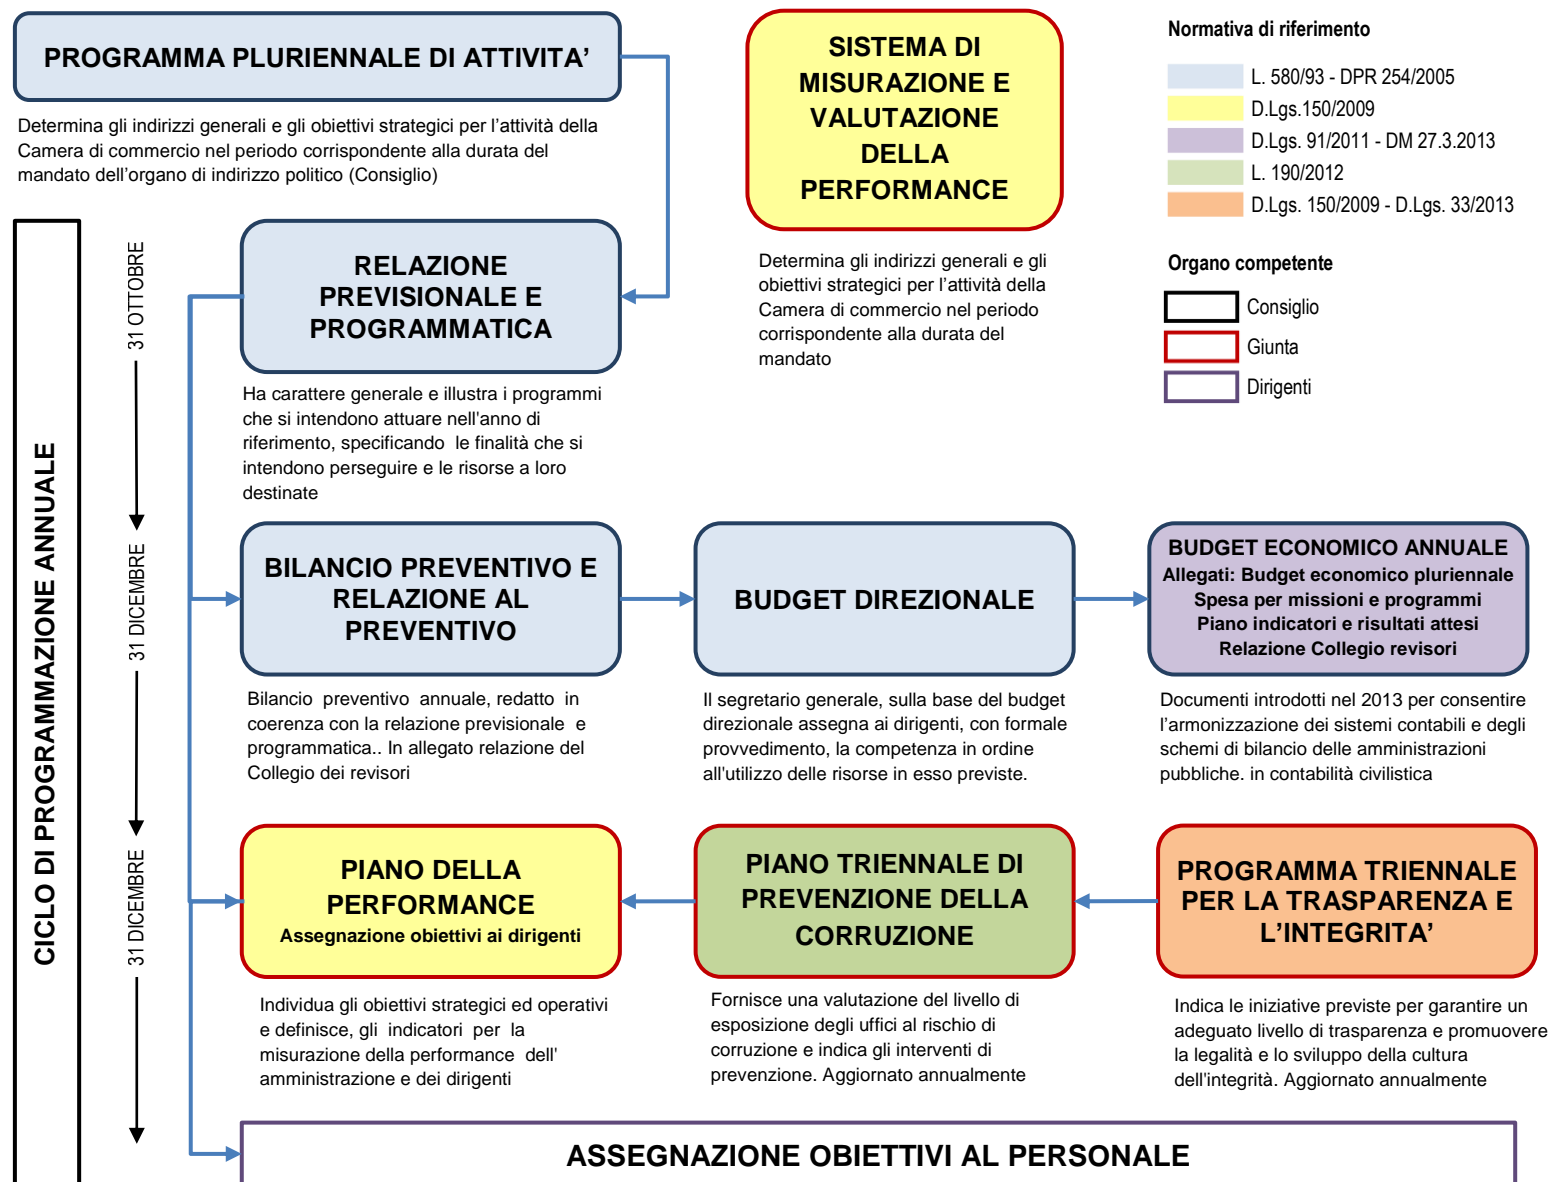 PROGRAMMA PLURIENNALE DI ATTIVITA’
Determina gli indirizzi generali e gli obiettivi strategici per l’attività della
Camera di commercio nel periodo corrispondente alla durata del
mandato dell’organo di indirizzo politico (Consiglio)
SISTEMA DI
MISURAZIONE E
VALUTAZIONE
DELLA
PERFORMANCE
Determina gli indirizzi generali e gli
obiettivi strategici per l’attività della
Camera di commercio nel periodo
corrispondente alla durata del
mandato
Normativa di riferimento
L. 580/93 - DPR 254/2005
D.Lgs.150/2009
D.Lgs. 91/2011 - DM 27.3.2013
L. 190/2012
D.Lgs. 150/2009 - D.Lgs. 33/2013
Organo competente
Consiglio
Giunta
Dirigenti
CICLO DI PROGRAMMAZIONE ANNUALE
31 OTTOBRE
RELAZIONE
PREVISIONALE E
PROGRAMMATICA
Ha carattere generale e illustra i programmi
che si intendono attuare nell'anno di
riferimento, specificando le finalità che si
intendono perseguire e le risorse a loro
destinate
31 DICEMBRE
BILANCIO PREVENTIVO E
RELAZIONE AL
PREVENTIVO
Bilancio preventivo annuale, redatto in
coerenza con la relazione previsionale e
programmatica.. In allegato relazione del
Collegio dei revisori
BUDGET DIREZIONALE
Il segretario generale, sulla base del budget
direzionale assegna ai dirigenti, con formale
provvedimento, la competenza in ordine
all'utilizzo delle risorse in esso previste.
BUDGET ECONOMICO ANNUALE
Allegati: Budget economico pluriennale
Spesa per missioni e programmi
Piano indicatori e risultati attesi
Relazione Collegio revisori
Documenti introdotti nel 2013 per consentire
l’armonizzazione dei sistemi contabili e degli
schemi di bilancio delle amministrazioni
pubbliche. in contabilità civilistica
31 DICEMBRE
PIANO DELLA
PERFORMANCE
Assegnazione obiettivi ai dirigenti
Individua gli obiettivi strategici ed operativi
e definisce, gli indicatori per la
misurazione della performance dell'
amministrazione e dei dirigenti
PIANO TRIENNALE DI
PREVENZIONE DELLA
CORRUZIONE
Fornisce una valutazione del livello di
esposizione degli uffici al rischio di
corruzione e indica gli interventi di
prevenzione. Aggiornato annualmente
PROGRAMMA TRIENNALE
PER LA TRASPARENZA E
L’INTEGRITA’
Indica le iniziative previste per garantire un
adeguato livello di trasparenza e promuovere
la legalità e lo sviluppo della cultura
dell'integrità. Aggiornato annualmente
ASSEGNAZIONE OBIETTIVI AL PERSONALE